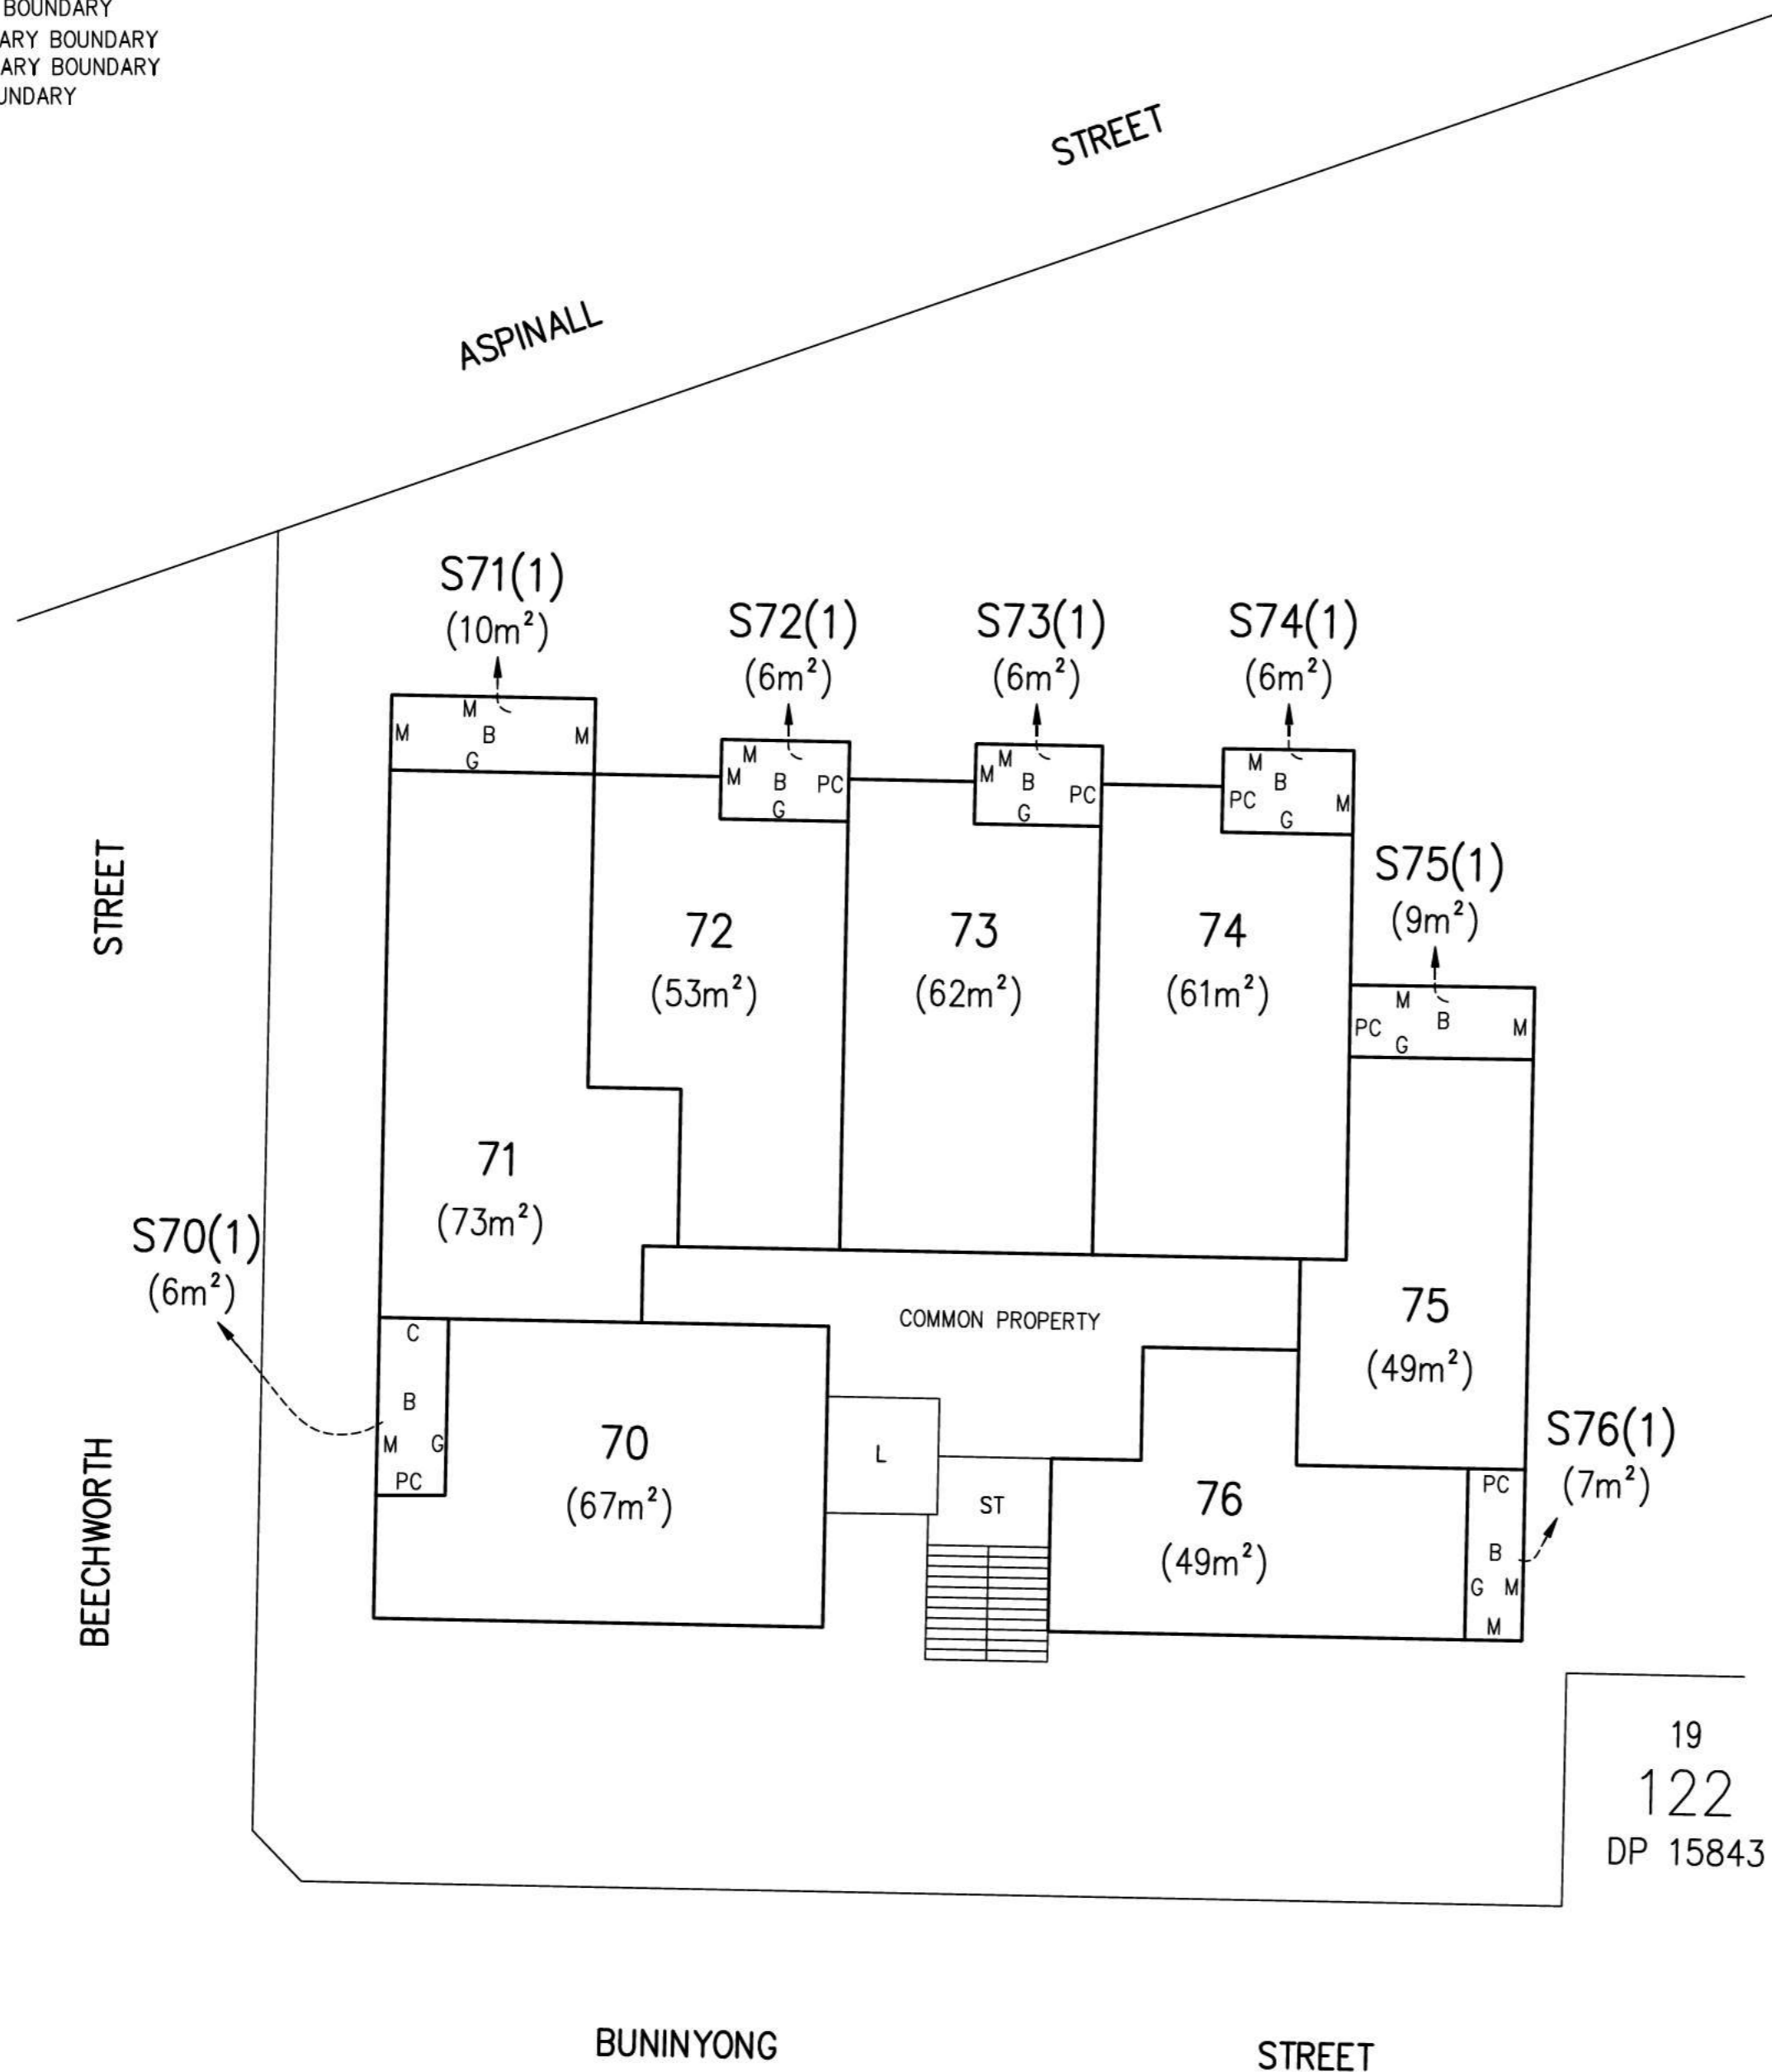 BOUNDARY
ARY BOUNDARY
ARY BOUNDARY
UNDARY
STREET
ASPINALL
S71(1)
(10m²)
S72(1)
(6m²)
S73(1)
(6m²)
S74(1)
(6m²)
M
M B M
G
M
M B PC
G
M
M B PC
G
M
PC B M
G
STREET
S75(1)
(9m²)
72
(53m²)
73
(62m²)
74
(61m²)
M
PC B M
G
71
(73m²)
S70(1)
(6m²)
COMMON PROPERTY
75
(49m²)
C
B
M G
PC
70
(67m²)
L
ST
76
(49m²)
S76(1)
(7m²)
PC
B
G M
M
BEECHWORTH
19
122
DP 15843
BUNINYONG STREET